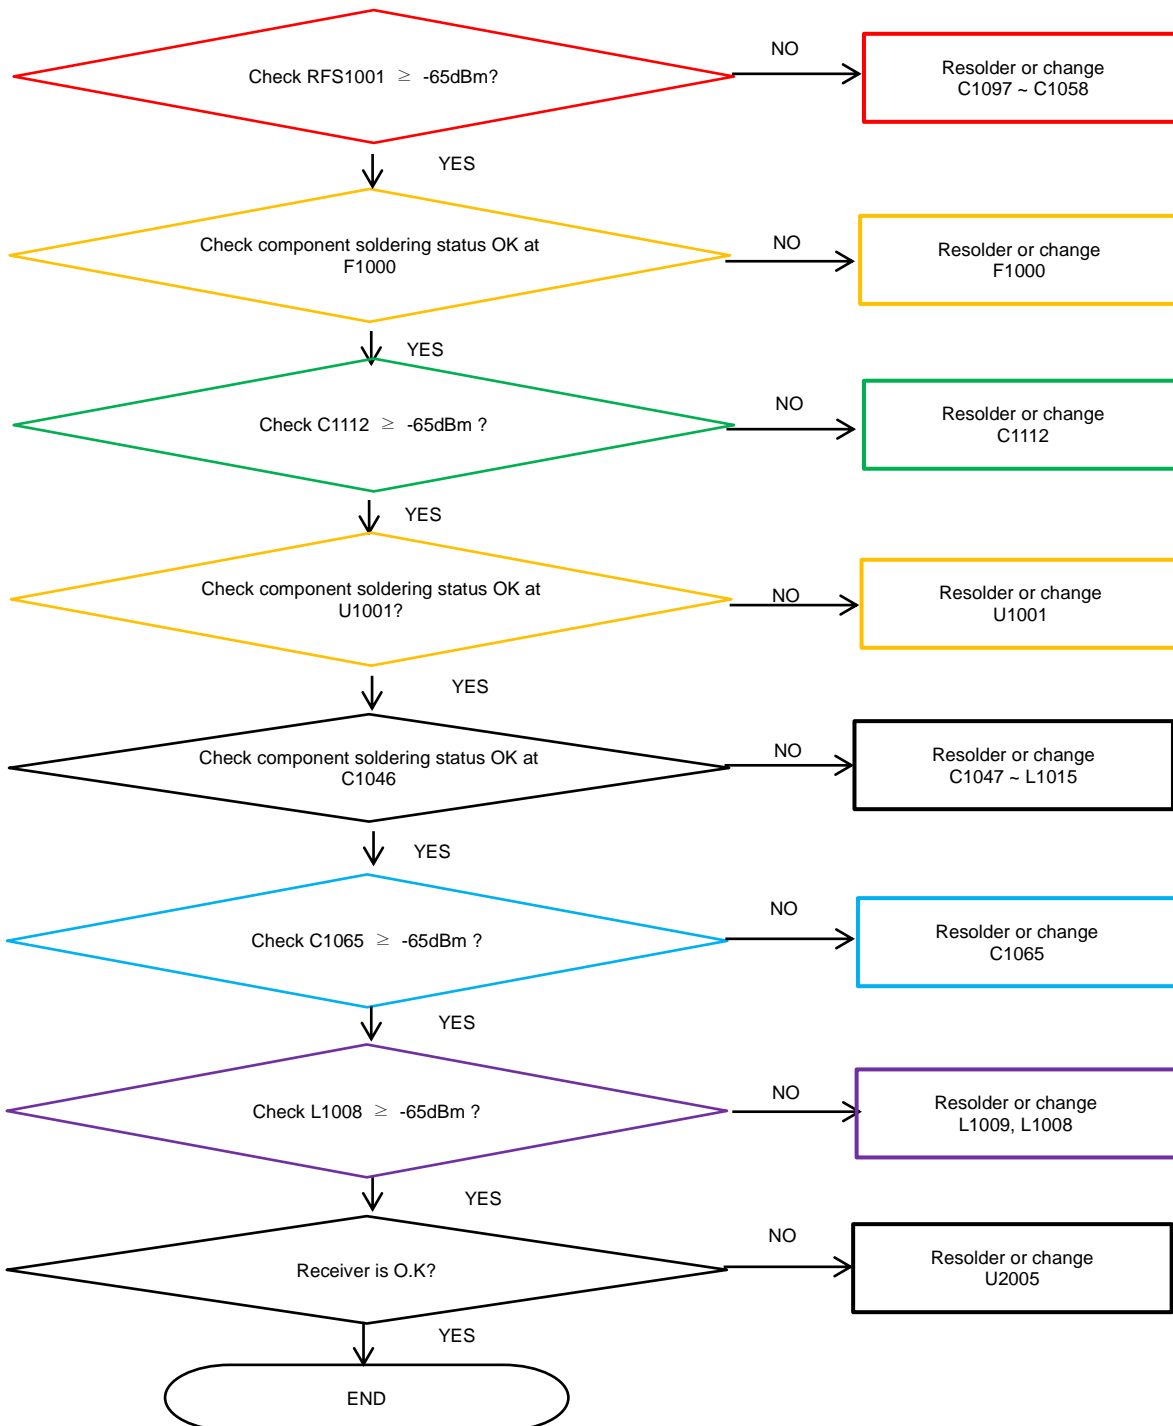 Check RFS1001 ≥ -65dBm?
NO
Resolder or change
C1097 ~ C1058
YES
Check component soldering status OK at
F1000
NO
Resolder or change
F1000
YES
Check C1112 ≥ -65dBm ?
NO
Resolder or change
C1112
YES
Check component soldering status OK at
U1001?
NO
Resolder or change
U1001
YES
Check component soldering status OK at
C1046
NO
Resolder or change
C1047 ~ L1015
YES
Check C1065 ≥ -65dBm ?
NO
Resolder or change
C1065
YES
Check L1008 ≥ -65dBm ?
NO
Resolder or change
L1009, L1008
YES
Receiver is O.K?
NO
Resolder or change
U2005
YES
END